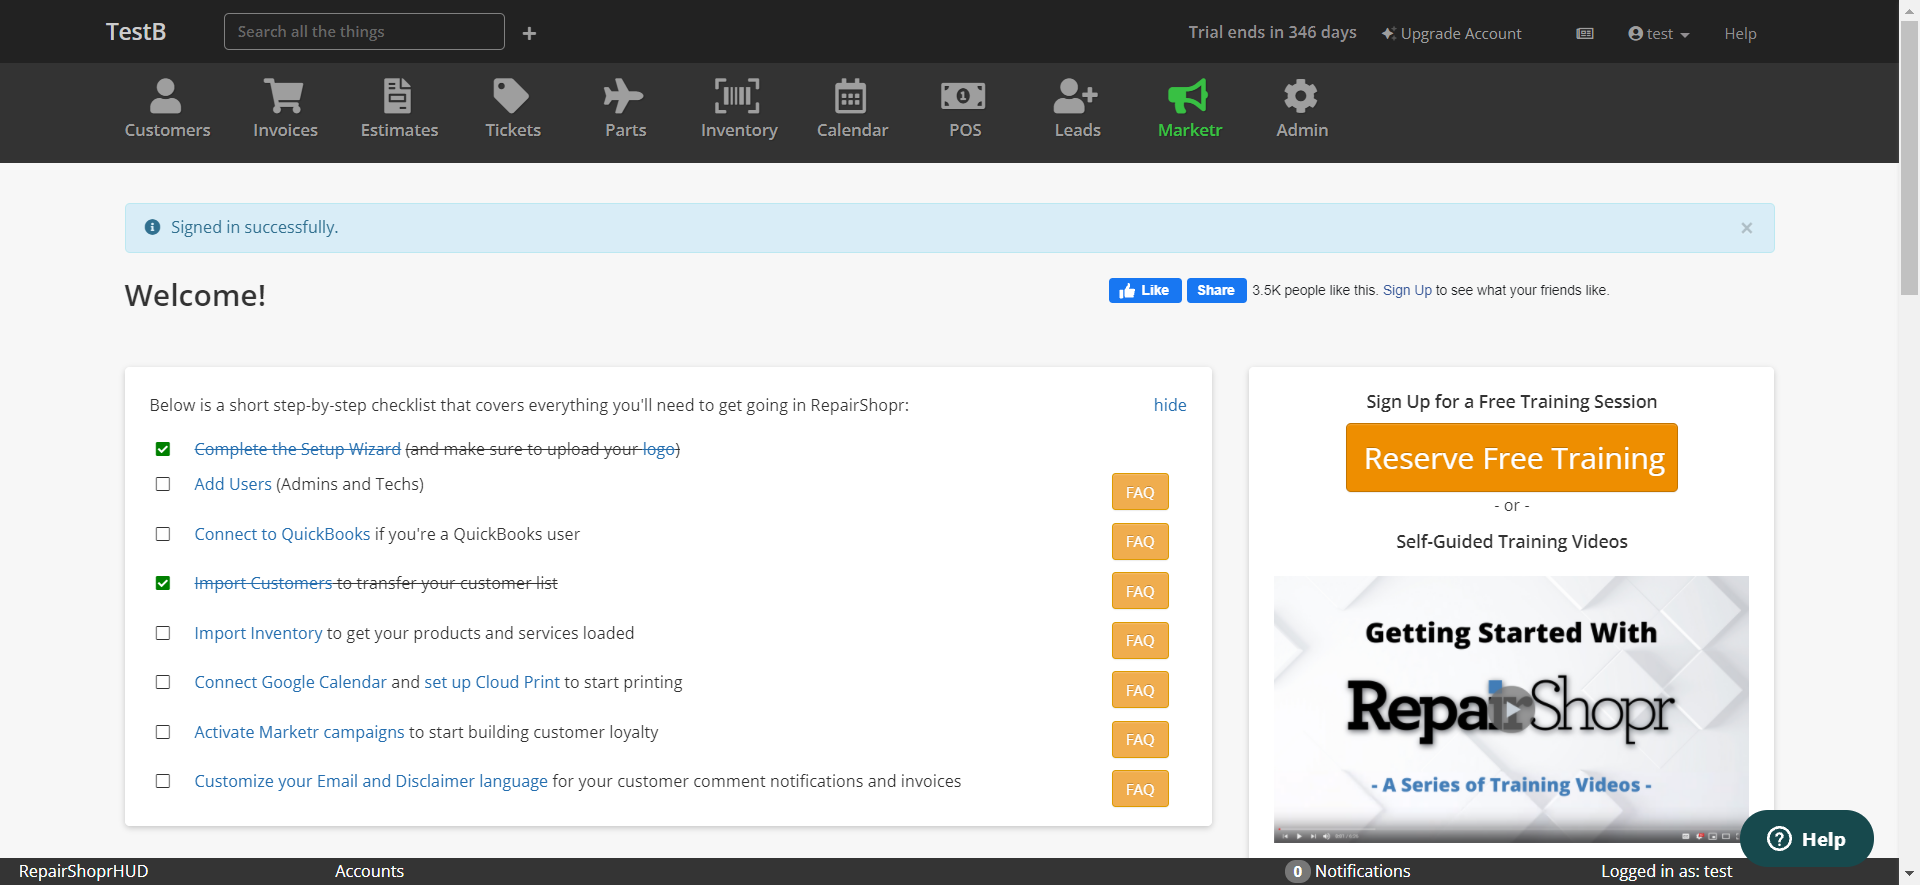 TestB
Search all the things
+
Trial ends in 346 days
Upgrade Account
test
Help
Customers
Invoices
Estimates
Tickets
Parts
Inventory
Calendar
POS
Leads
Marketr
Admin
Signed in successfully.
×
Welcome!
Like
Share
3.5K people like this. Sign Up to see what your friends like.
Below is a short step-by-step checklist that covers everything you'll need to get going in RepairShopr:
hide
Complete the Setup Wizard (and make sure to upload your logo)
Add Users (Admins and Techs)
FAQ
Connect to QuickBooks if you're a QuickBooks user
FAQ
Import Customers to transfer your customer list
FAQ
Import Inventory to get your products and services loaded
FAQ
Connect Google Calendar and set up Cloud Print to start printing
FAQ
Activate Marketr campaigns to start building customer loyalty
FAQ
Customize your Email and Disclaimer language for your customer comment notifications and invoices
FAQ
Sign Up for a Free Training Session
Reserve Free Training
- or -
Self-Guided Training Videos
Getting Started With
RepairShopr
- A Series of Training Videos -
Help
RepairShoprHUD
Accounts
0 Notifications
Logged in as: test